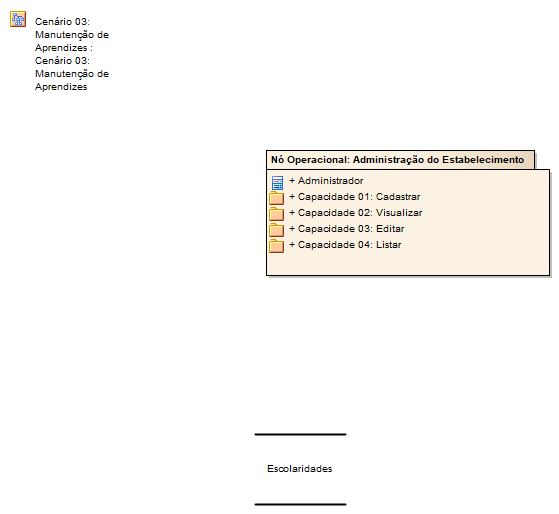 Cenário 03:
Manutenção de
Aprendizes :
Cenário 03:
Manutenção de
Aprendizes
Nó Operacional: Administração do Estabelecimento
+ Administrador
+ Capacidade 01: Cadastrar
+ Capacidade 02: Visualizar
+ Capacidade 03: Editar
+ Capacidade 04: Listar
Escolaridades